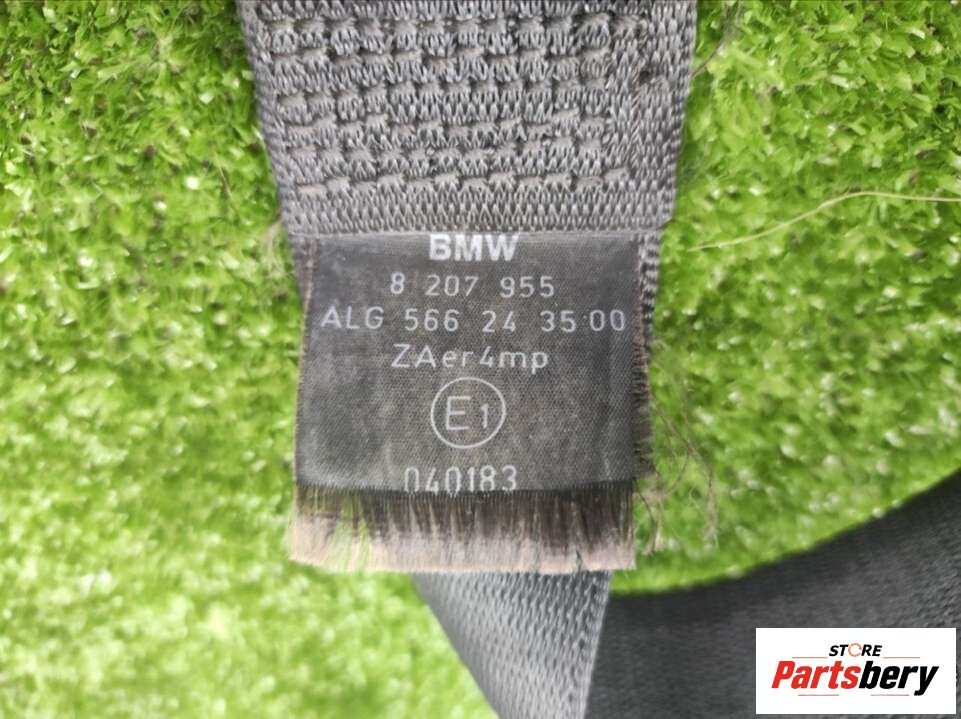 BMW
8 207 955
ALG 566 24 35·00
ZAer4mp
E1
040183
STORE
Partsbery